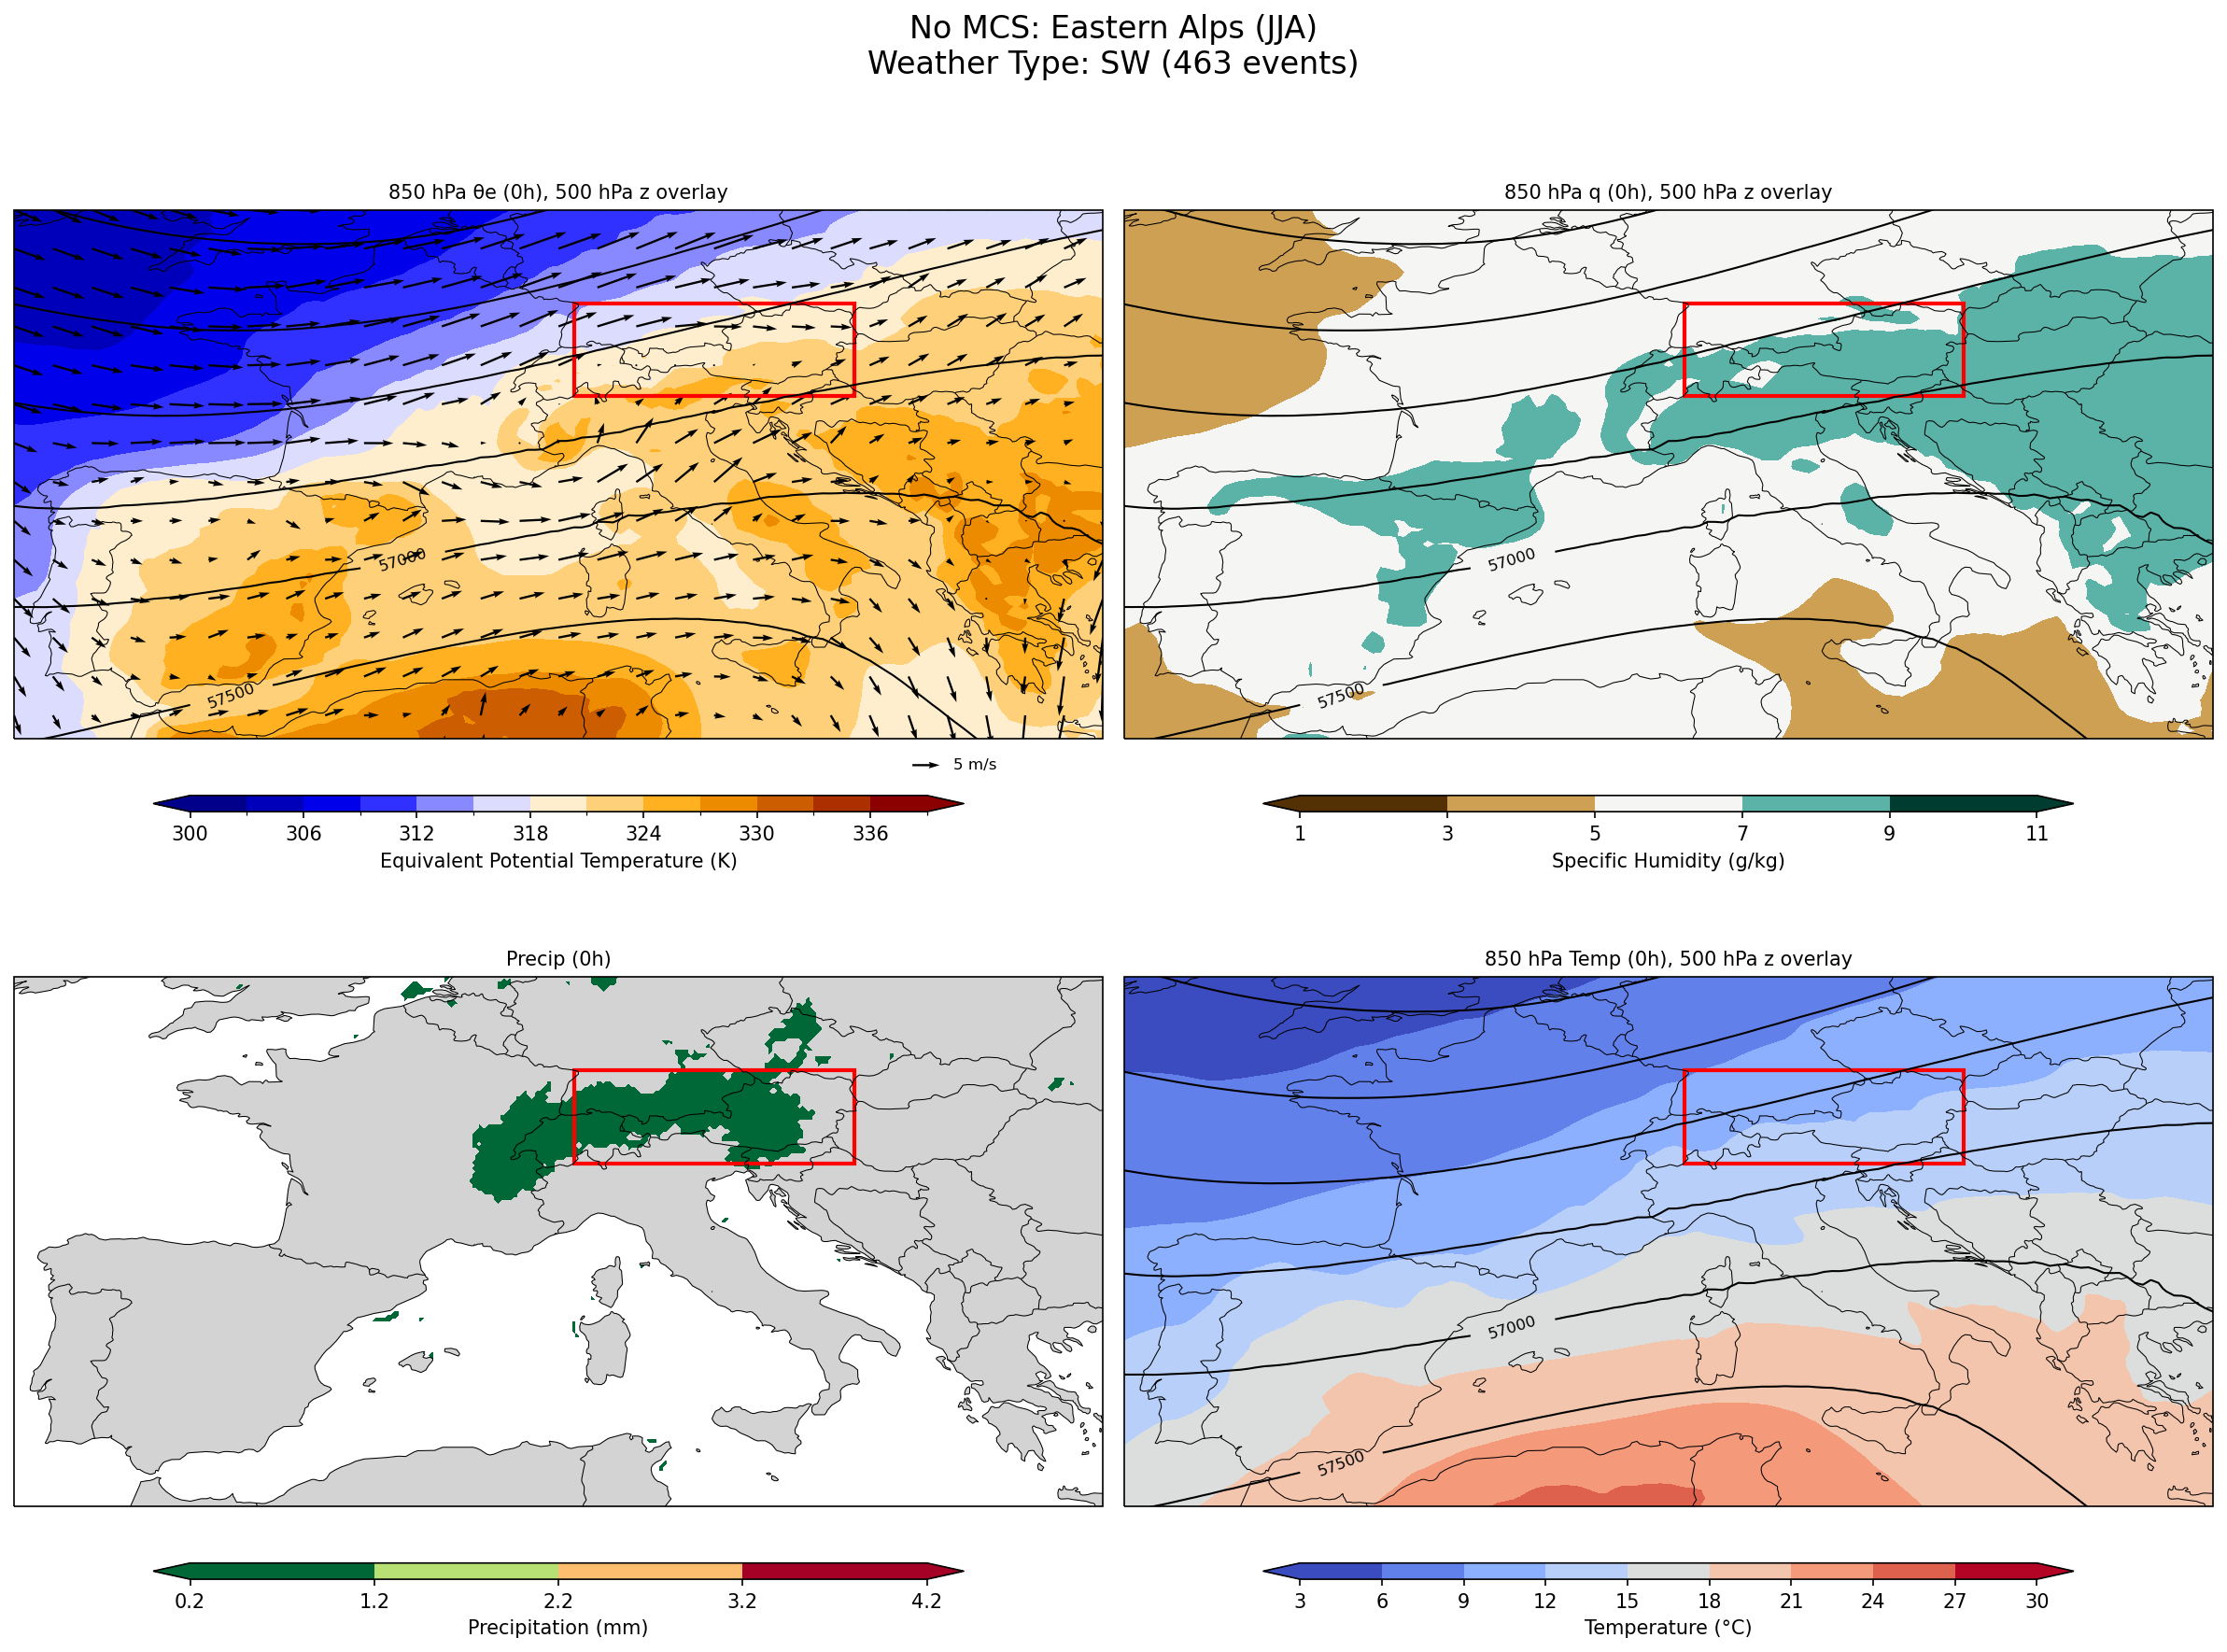 No MCS: Eastern Alps (JJA)
Weather Type: SW (463 events)
850 hPa θe (0h), 500 hPa z overlay
57000
57500
5 m/s
300 306 312 318 324 330 336
Equivalent Potential Temperature (K)
850 hPa q (0h), 500 hPa z overlay
57000
57500
1 3 5 7 9 11
Specific Humidity (g/kg)
Precip (0h)
0.2 1.2 2.2 3.2 4.2
Precipitation (mm)
850 hPa Temp (0h), 500 hPa z overlay
57000
57500
3 6 9 12 15 18 21 24 27 30
Temperature (°C)